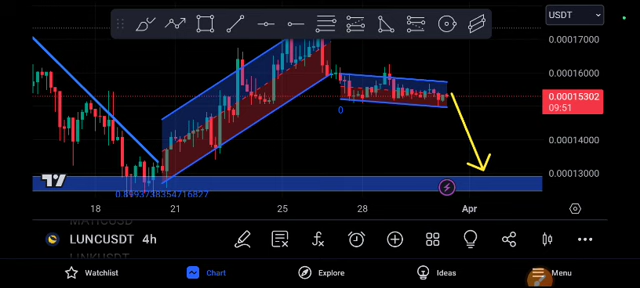 USDT
0.00017000
0.00016000
0.00015302
09:51
0.00014000
0.00013000
0
0.8993738354716827
18
21
25
28
Apr
LUNCUSDT 4h
Watchlist
Chart
Explore
Ideas
Menu